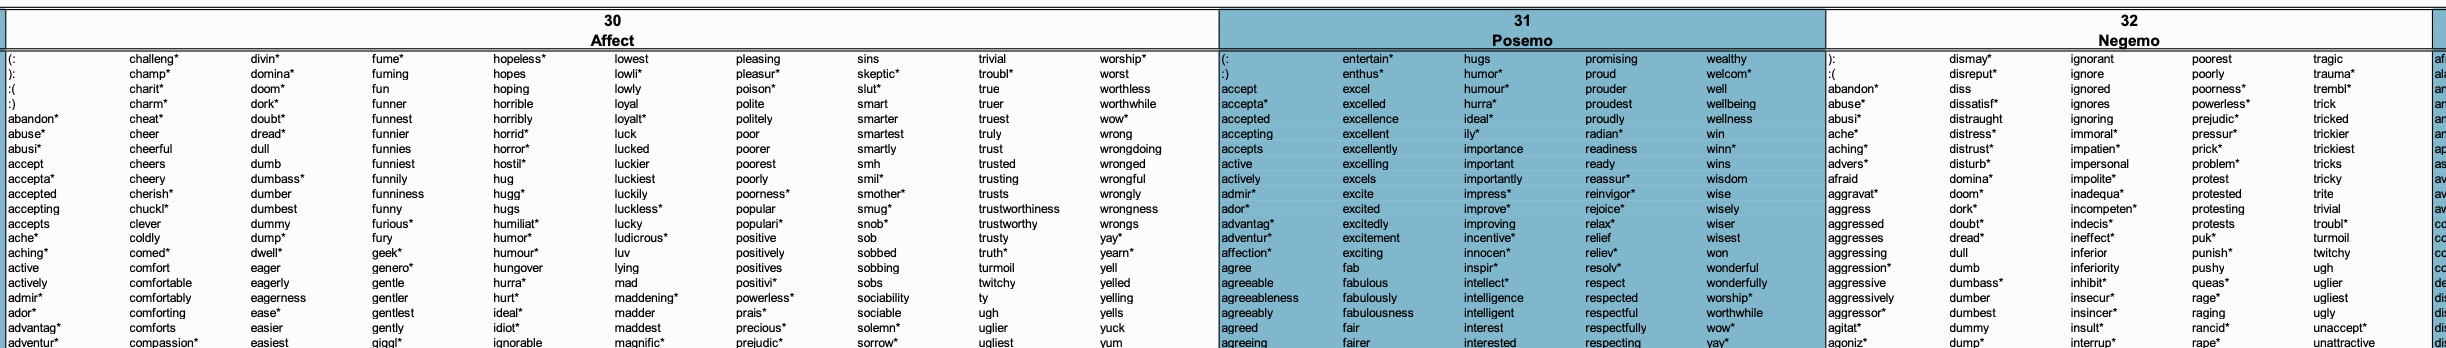 30 31 32
Affect Posemo Negemo
(: challeng* divin* fume* hopeless* lowest pleasing sins trivial worship* (: entertain* hugs promising wealthy ): dismay* ignorant poorest tragic
): champ* domina* fuming hopes lowli* pleasur* skeptic* troubl* worst :) enthus* humor* proud welcom* :( disreput* ignore poorly trauma*
:( charit* doom* fun hoping lowly poison* slut* true worthless accept excel humour* prouder well abandon* diss ignored poorness* trembl*
:) charm* dork* funner horrible loyal polite smart truer worthwhile accepta* excelled hurra* proudest wellbeing abuse* dissatisf* ignores powerless* trick
abandon* cheat* doubt* funnest horribly loyalt* politely smarter truest wow* accepted excellence ideal* proudly wellness abusi* distraught ignoring prejudic* tricked
abuse* cheer dread* funnier horrid* luck poor smartest truly wrong accepting excellent ily* radian* win ache* distress* immoral* pressur* trickier
abusi* cheerful dull funnies horror* lucked poorer smartly trust wrongdoing accepts excellently importance readiness winn* aching* distrust* impatien* prick* trickiest
accept cheers dumb funniest hostil* luckier poorest smh trusted wronged active excelling important ready wins advers* disturb* impersonal problem* tricks
accepta* cheery dumbass* funnily hug luckiest poorly smil* trusting wrongful actively excels importantly reassur* wisdom afraid domina* impolite* protest tricky
accepted cherish* dumber funniness hugg* luckily poorness* smother* trusts wrongly admir* excite impress* reinvigor* wise aggravat* doom* inadequa* protested trite
accepting chuckl* dumbest funny hugs luckless* popular smug* trustworthiness wrongness ador* excited improve* rejoice* wisely aggress dork* incompeten* protesting trivial
accepts clever dummy furious* humiliat* lucky populari* snob* trustworthy wrongs advantag* excitedly improving relax* wiser aggressed doubt* indecis* protests troubl*
ache* coldly dump* fury humor* ludicrous* positive sob trusty yay* adventur* excitement incentive* relief wisest aggresses dread* ineffect* puk* turmoil
aching* comed* dwell* geek* humour* luv positively sobbed truth* yearn* affection* exciting innocen* reliev* won aggressing dull inferior punish* twitchy
active comfort eager genero* hungover lying positives sobbing turmoil yell agree fab inspir* resolv* wonderful aggression* dumb inferiority pushy ugh
actively comfortable eagerly gentle hurra* mad positivi* sobs twitchy yelled agreeable fabulous intellect* respect wonderfully aggressive dumbass* inhibit* queas* uglier
admir* comfortably eagerness gentler hurt* maddening* powerless* sociability ty yelling agreeableness fabulously intelligence respected worship* aggressively dumber insecur* rage* ugliest
ador* comforting ease* gentlest ideal* madder prais* sociable ugh yells agreeably fabulousness intelligent respectful worthwhile aggressor* dumbest insincer* raging ugly
advantag* comforts easier gently idiot* maddest precious* solemn* uglier yuck agreed fair interest respectfully wow* agitat* dummy insult* rancid* unaccept*
adventur* compassion* easiest giggl* ignorable magnific* prejudic* sorrow* ugliest yum agreeing fairer interested respecting yay* agoniz* dump* interrup* rape* unattractive